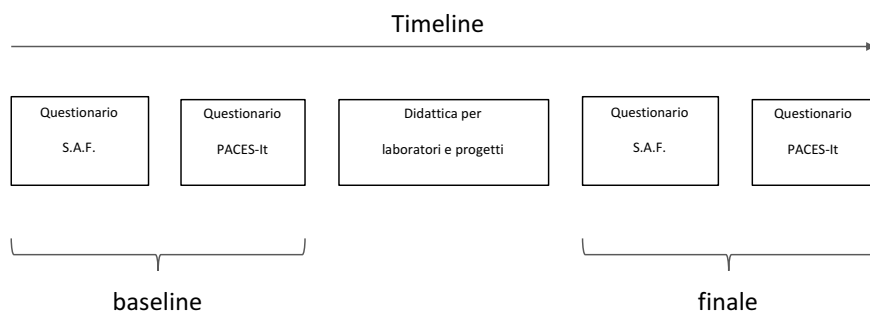 Timeline
Questionario
S.A.F.
Questionario
PACES-It
Didattica per
laboratori e progetti
Questionario
S.A.F.
Questionario
PACES-It
baseline
finale